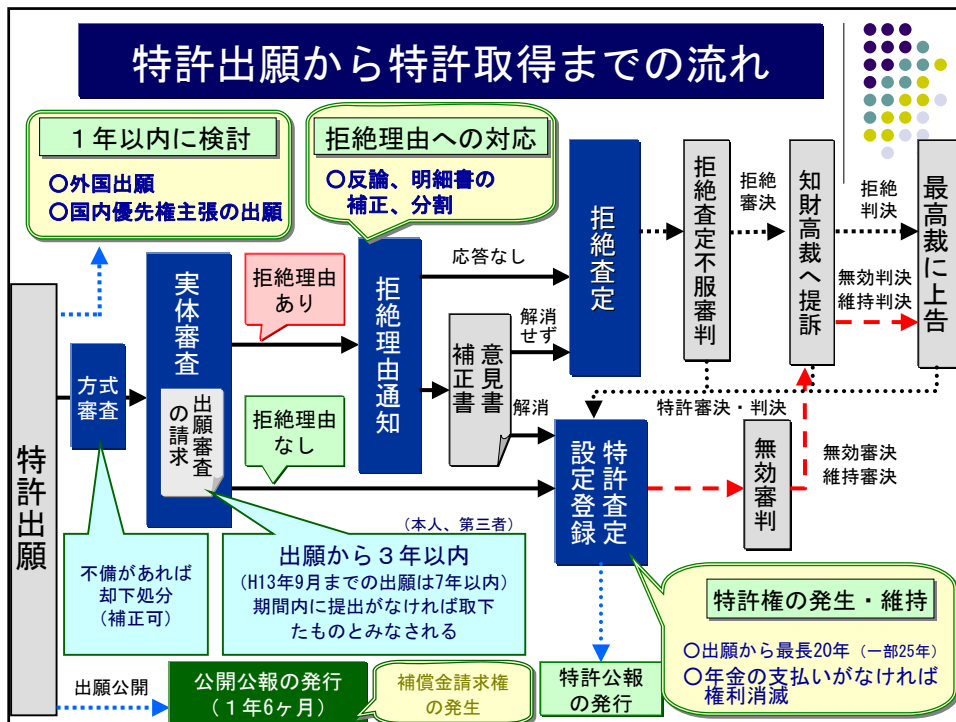 特許出願から特許取得までの流れ
１年以内に検討
○外国出願
○国内優先権主張の出願
拒絶理由への対応
○反論、明細書の
補正、分割
特許出願
方式
審査
実体審査
出願審査
の請求
拒絶理由
あり
拒絶理由
なし
拒絶理由通知
応答なし
意見書
補正書
解消
せず
解消
拒絶査定
拒絶査定不服審判
拒絶
審決
知財高裁へ提訴
拒絶
判決
無効判決
維持判決
最高裁に上告
特許審決・判決
特許査定
設定登録
無効審判
無効審決
維持審決
不備があれば
却下処分
(補正可)
(本人、第三者)
出願から３年以内
(H13年9月までの出願は7年以内)
期間内に提出がなければ取下
たものとみなされる
特許権の発生・維持
○出願から最長20年（一部25年）
○年金の支払いがなければ
権利消滅
出願公開
公開公報の発行
（１年6ヶ月）
補償金請求権
の発生
特許公報
の発行